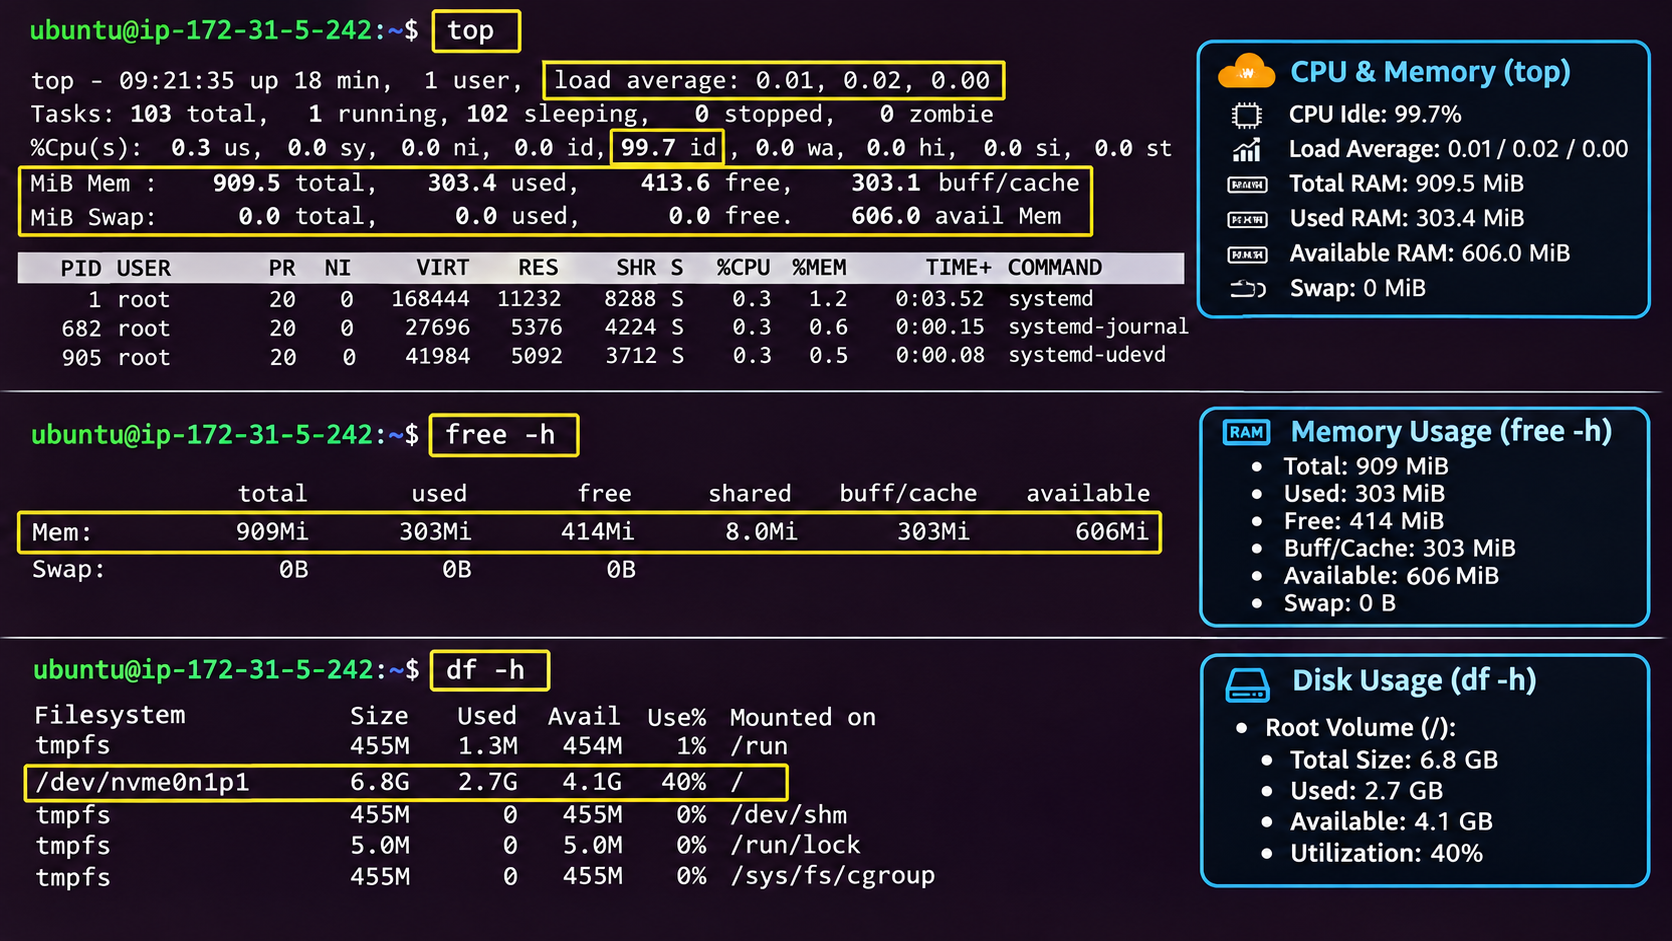 ubuntu@ip-172-31-5-242:~$ top
top - 09:21:35 up 18 min, 1 user, load average: 0.01, 0.02, 0.00
Tasks: 103 total, 1 running, 102 sleeping, 0 stopped, 0 zombie
%Cpu(s): 0.3 us, 0.0 sy, 0.0 ni, 0.0 id, 99.7 id , 0.0 wa, 0.0 hi, 0.0 si, 0.0 st
MiB Mem : 909.5 total, 303.4 used, 413.6 free, 303.1 buff/cache
MiB Swap: 0.0 total, 0.0 used, 0.0 free. 606.0 avail Mem
PID USER PR NI VIRT RES SHR S %CPU %MEM TIME+ COMMAND
1 root 20 0 168444 11232 8288 S 0.3 1.2 0:03.52 systemd
682 root 20 0 27696 5376 4224 S 0.3 0.6 0:00.15 systemd-journal
905 root 20 0 41984 5092 3712 S 0.3 0.5 0:00.08 systemd-udevd
CPU & Memory (top)
CPU Idle: 99.7%
Load Average: 0.01 / 0.02 / 0.00
Total RAM: 909.5 MiB
Used RAM: 303.4 MiB
Available RAM: 606.0 MiB
Swap: 0 MiB
ubuntu@ip-172-31-5-242:~$ free -h
total used free shared buff/cache available
Mem: 909Mi 303Mi 414Mi 8.0Mi 303Mi 606Mi
Swap: 0B 0B 0B
RAM Memory Usage (free -h)
• Total: 909 MiB
• Used: 303 MiB
• Free: 414 MiB
• Buff/Cache: 303 MiB
• Available: 606 MiB
• Swap: 0 B
ubuntu@ip-172-31-5-242:~$ df -h
Filesystem Size Used Avail Use% Mounted on
tmpfs 455M 1.3M 454M 1% /run
/dev/nvme0n1p1 6.8G 2.7G 4.1G 40% /
tmpfs 455M 0 455M 0% /dev/shm
tmpfs 5.0M 0 5.0M 0% /run/lock
tmpfs 455M 0 455M 0% /sys/fs/cgroup
Disk Usage (df -h)
• Root Volume (/):
• Total Size: 6.8 GB
• Used: 2.7 GB
• Available: 4.1 GB
• Utilization: 40%